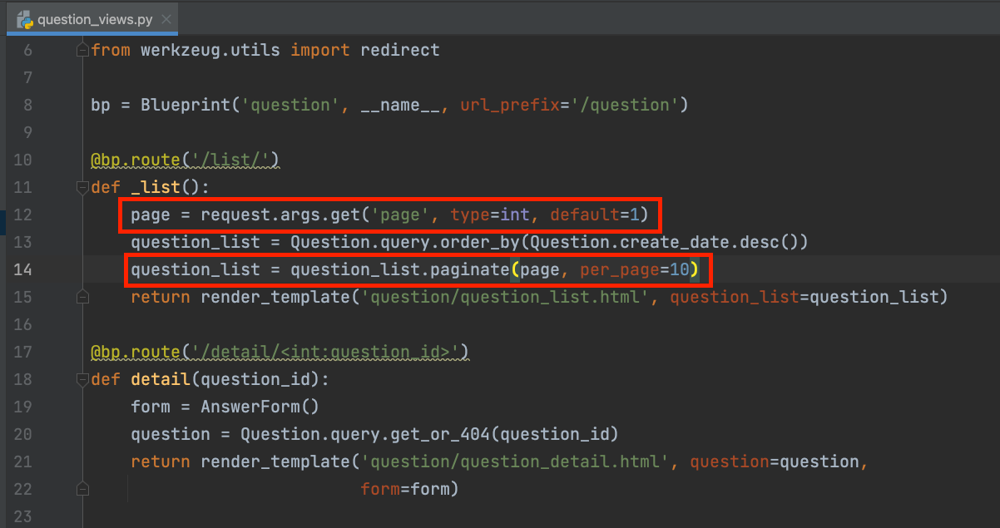 question_views.py
6 from werkzeug.utils import redirect
7
8 bp = Blueprint('question', __name__, url_prefix='/question')
9
10 @bp.route('/list/')
11 def _list():
12 page = request.args.get('page', type=int, default=1)
13 question_list = Question.query.order_by(Question.create_date.desc())
14 question_list = question_list.paginate(page, per_page=10)
15 return render_template('question/question_list.html', question_list=question_list)
16
17 @bp.route('/detail/<int:question_id>')
18 def detail(question_id):
19 form = AnswerForm()
20 question = Question.query.get_or_404(question_id)
21 return render_template('question/question_detail.html', question=question,
22 form=form)
23